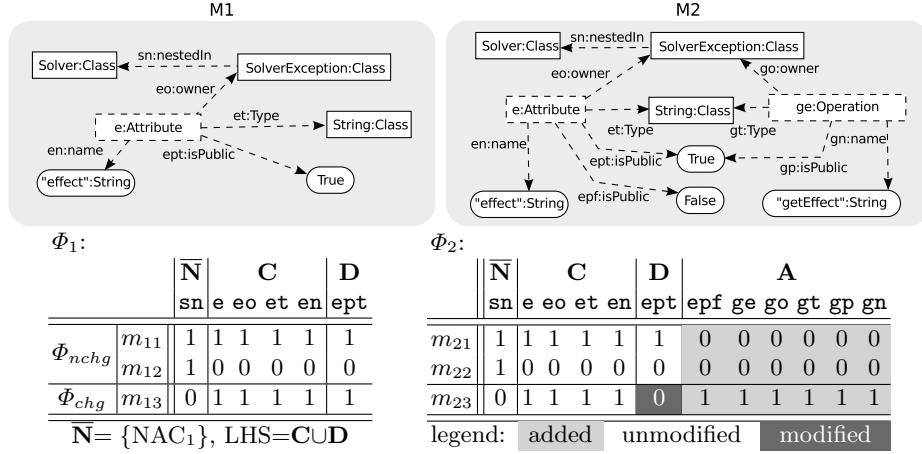 M1
Solver:Class
sn:nestedIn
SolverException:Class
eo:owner
e:Attribute
et:Type
String:Class
en:name
ept:isPublic
"effect":String
True
M2
Solver:Class
sn:nestedIn
SolverException:Class
eo:owner
go:owner
e:Attribute
String:Class
ge:Operation
et:Type
gt:Type
en:name
gn:name
ept:isPublic
True
gp:isPublic
"effect":String
epf:isPublic
False
"getEffect":String
Φ1:
N̅ C D
sn e eo et en ept
Φnchg m11 1 1 1 1 1 1
m12 1 0 0 0 0 0
Φchg m13 0 1 1 1 1 1
N̅= {NAC1}, LHS=C∪D
Φ2:
N̅ C D A
sn e eo et en ept epf ge go gt gp gn
m21 1 1 1 1 1 1 0 0 0 0 0 0
m22 1 0 0 0 0 0 0 0 0 0 0 0
m23 0 1 1 1 1 0 1 1 1 1 1 1
legend: added unmodified modified